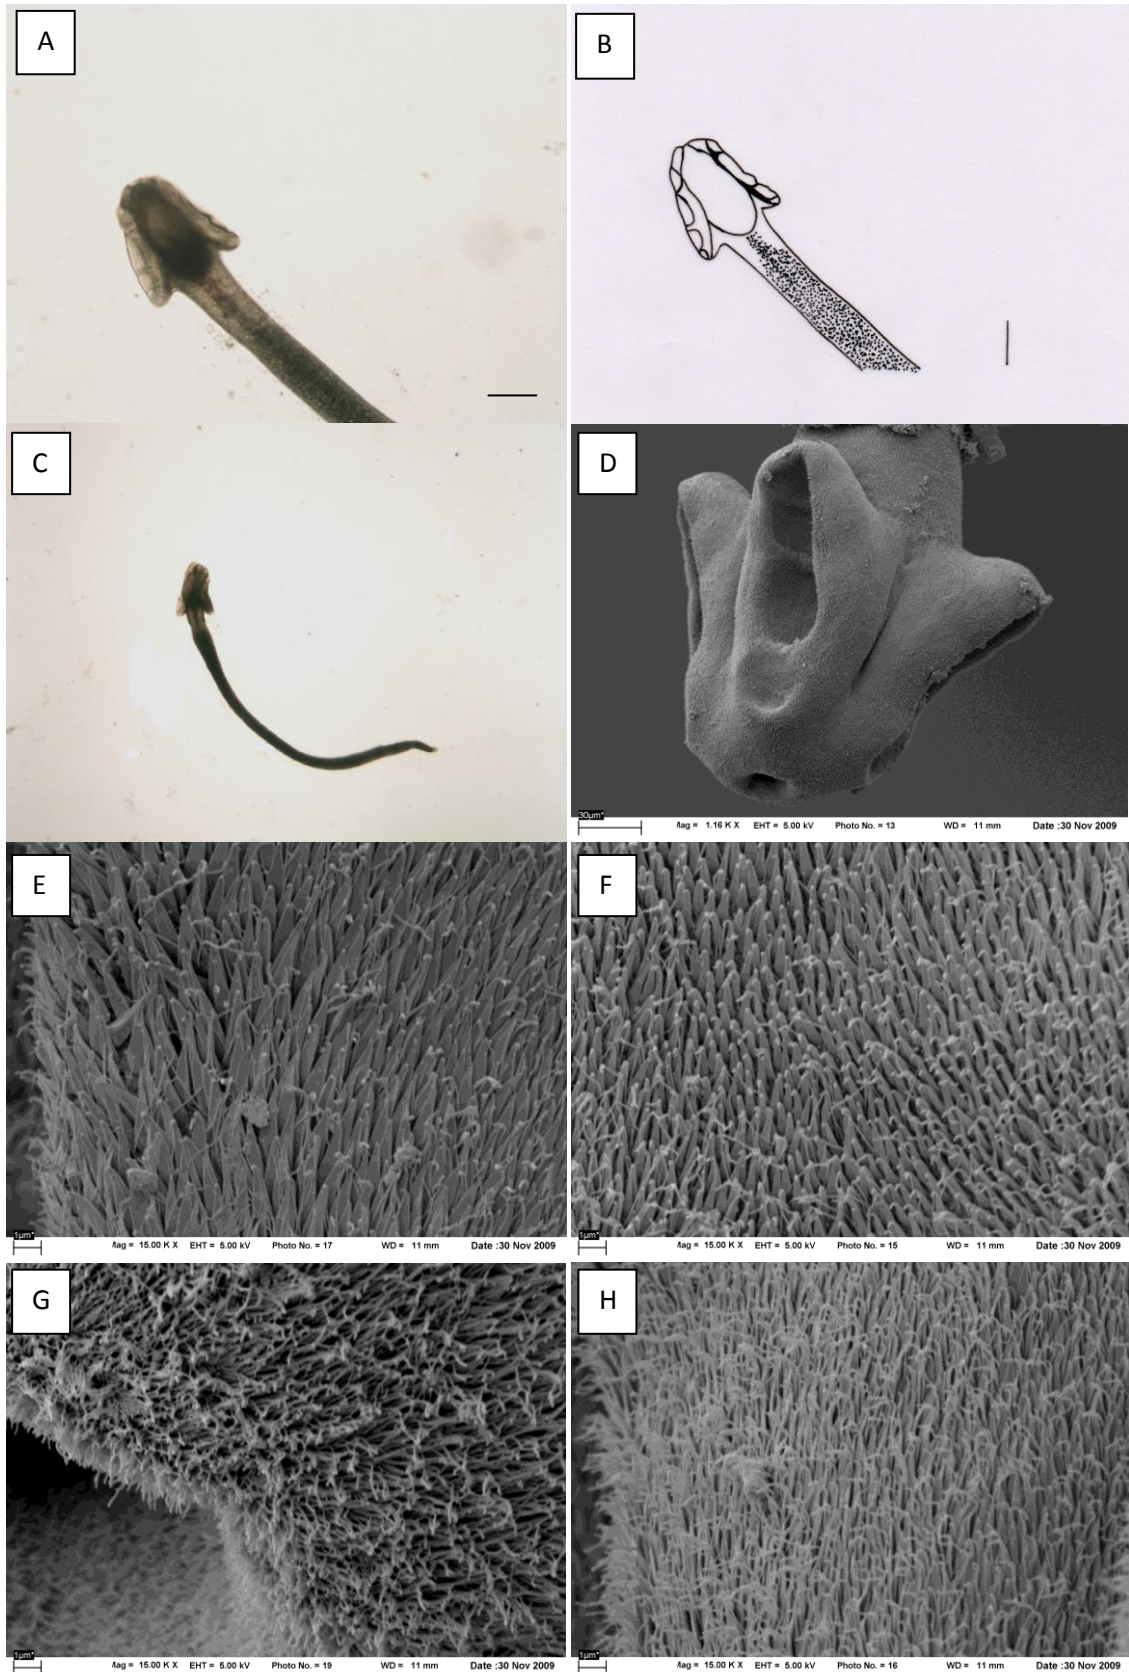 A
B
C
D
30µm*
Mag = 1.16 K X EHT = 5.00 kV Photo No. = 13 WD = 11 mm Date :30 Nov 2009
E
F
1µm*
Mag = 15.00 K X EHT = 5.00 kV Photo No. = 17 WD = 11 mm Date :30 Nov 2009
1µm*
Mag = 15.00 K X EHT = 5.00 kV Photo No. = 15 WD = 11 mm Date :30 Nov 2009
G
H
1µm*
Mag = 15.00 K X EHT = 5.00 kV Photo No. = 19 WD = 11 mm Date :30 Nov 2009
1µm*
Mag = 15.00 K X EHT = 5.00 kV Photo No. = 16 WD = 11 mm Date :30 Nov 2009